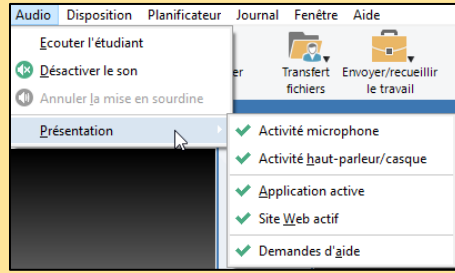 Audio Disposition Planificateur Journal Fenêtre Aide
Ecouter l'étudiant
Désactiver le son
Annuler la mise en sourdine
Présentation
er
Transfert
fichiers
Envoyer/recueillir
le travail
Activité microphone
Activité haut-parleur/casque
Application active
Site Web actif
Demandes d'aide